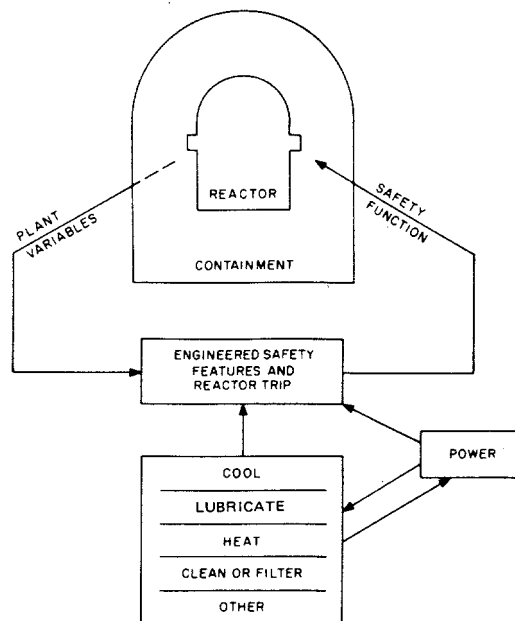 REACTOR
PLANT
VARIABLES
SAFETY
FUNCTION
CONTAINMENT
ENGINEERED SAFETY
FEATURES AND
REACTOR TRIP
POWER
COOL
LUBRICATE
HEAT
CLEAN OR FILTER
OTHER